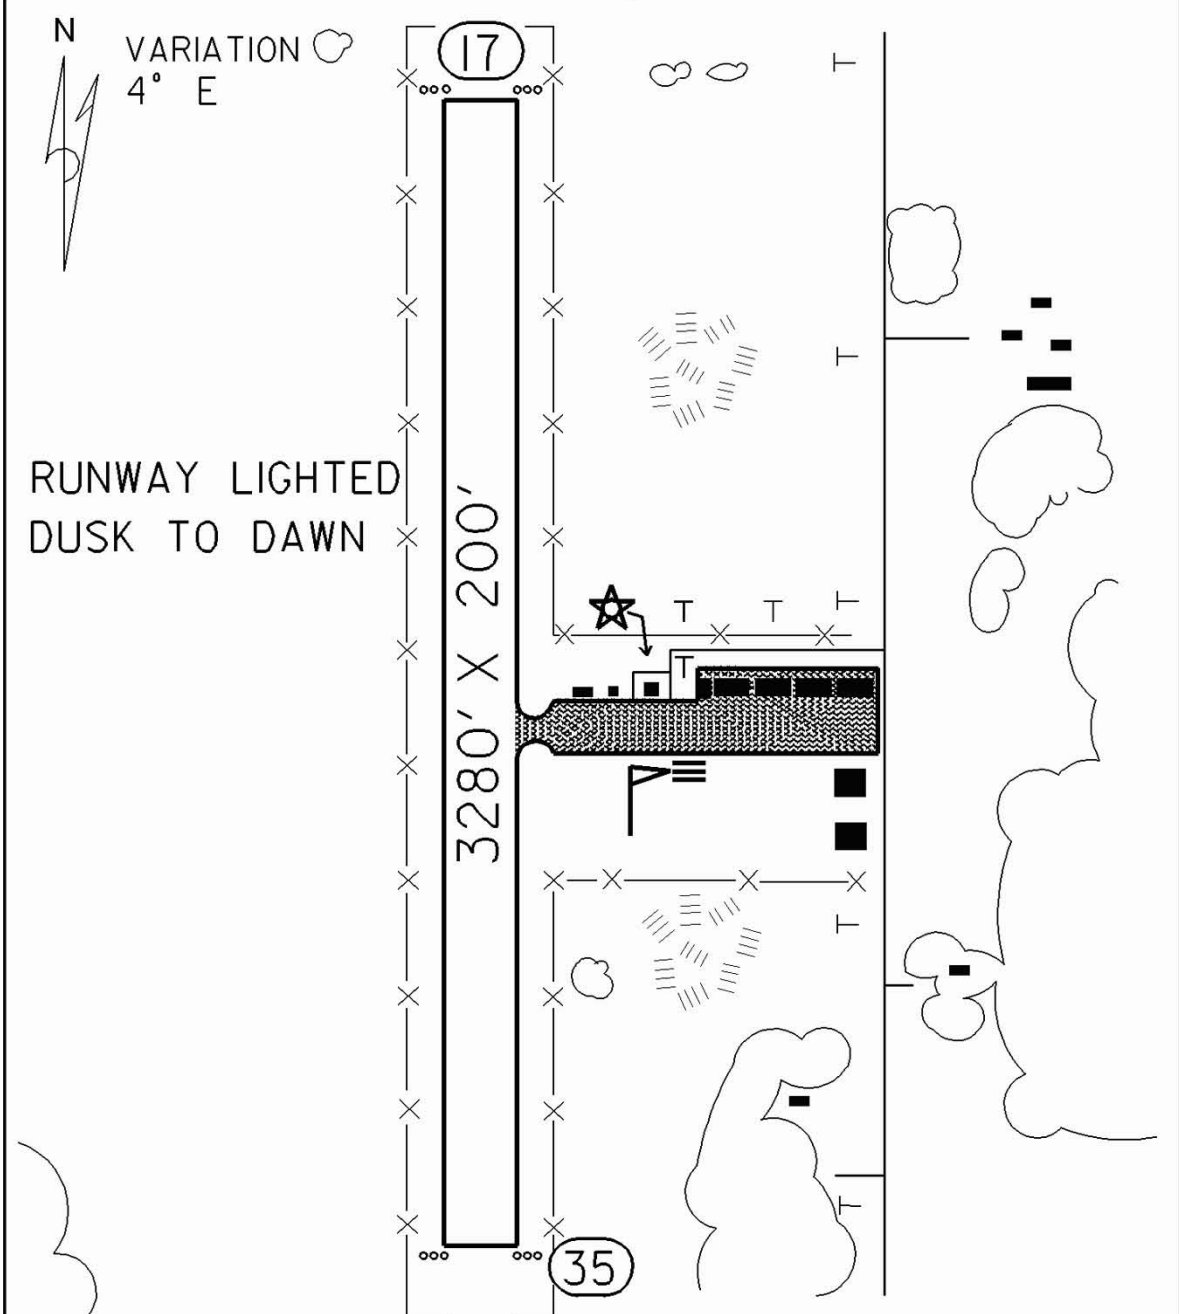 N
VARIATION
4° E
17
RUNWAY LIGHTED
DUSK TO DAWN
3280' X 200'
T
T
T
T
T
T
T
T
35